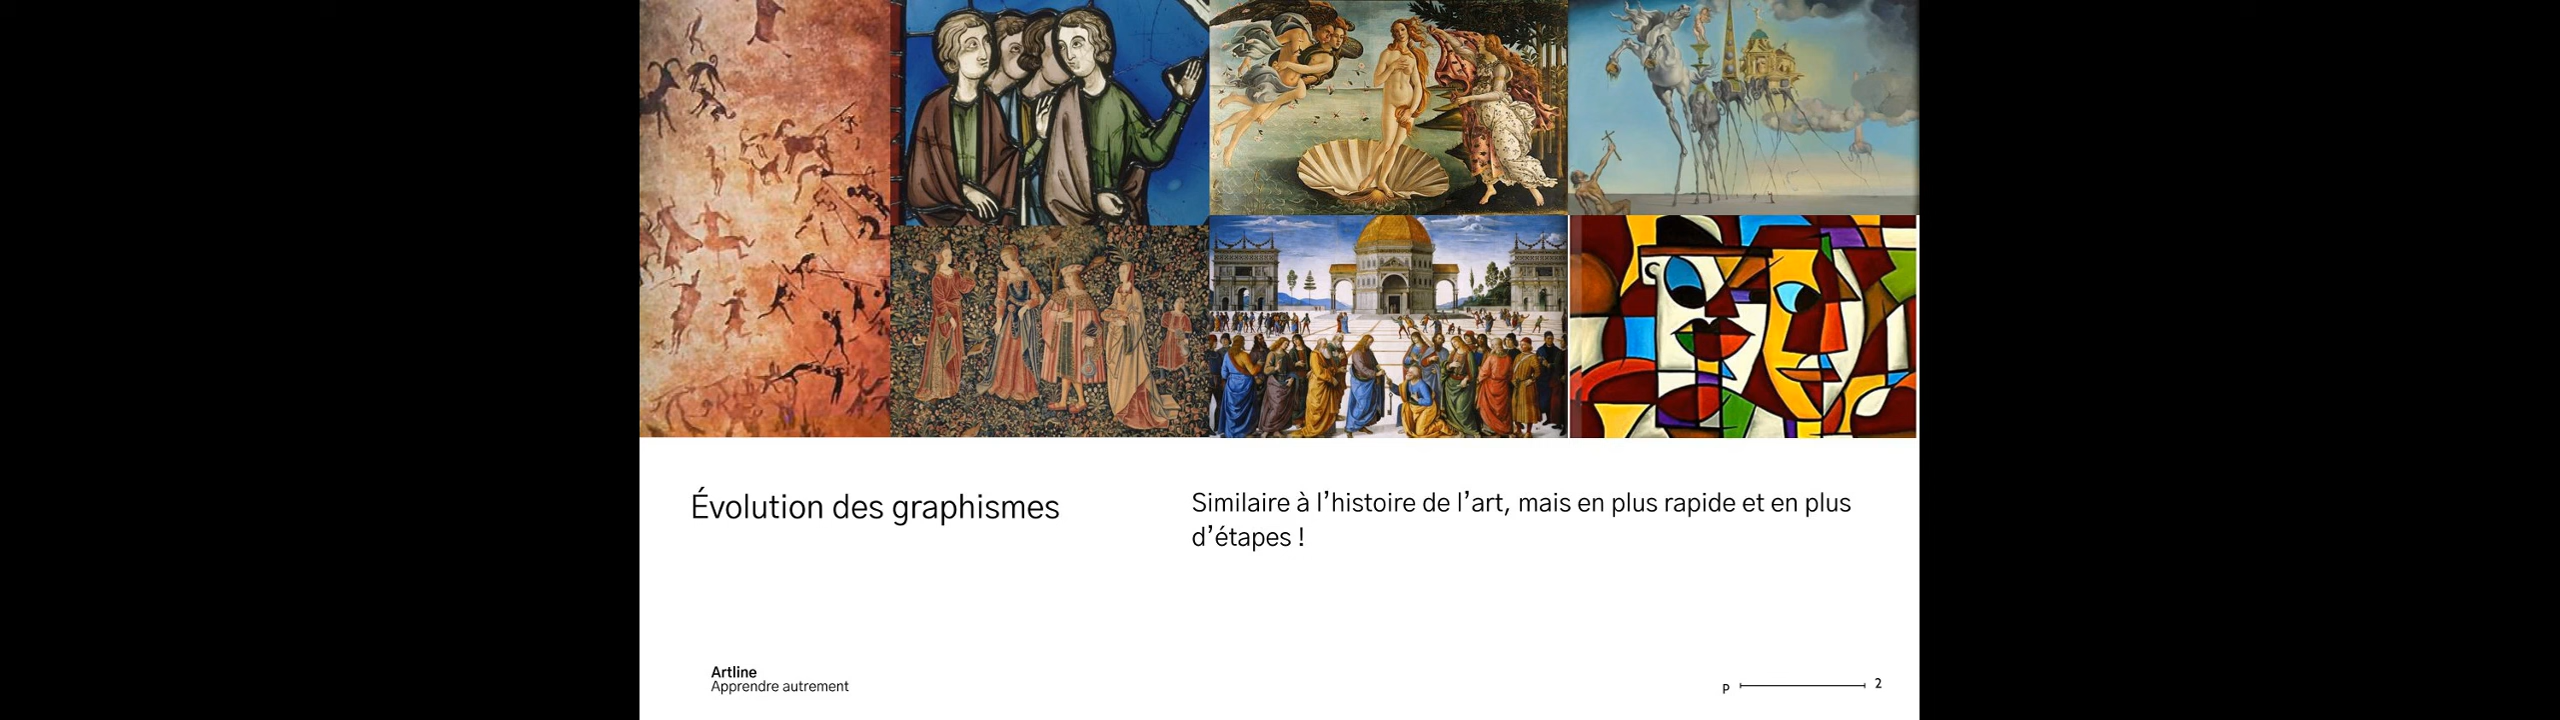 Évolution des graphismes
Similaire à l’histoire de l’art, mais en plus rapide et en plus
d’étapes !
Artline
Apprendre autrement
P 2